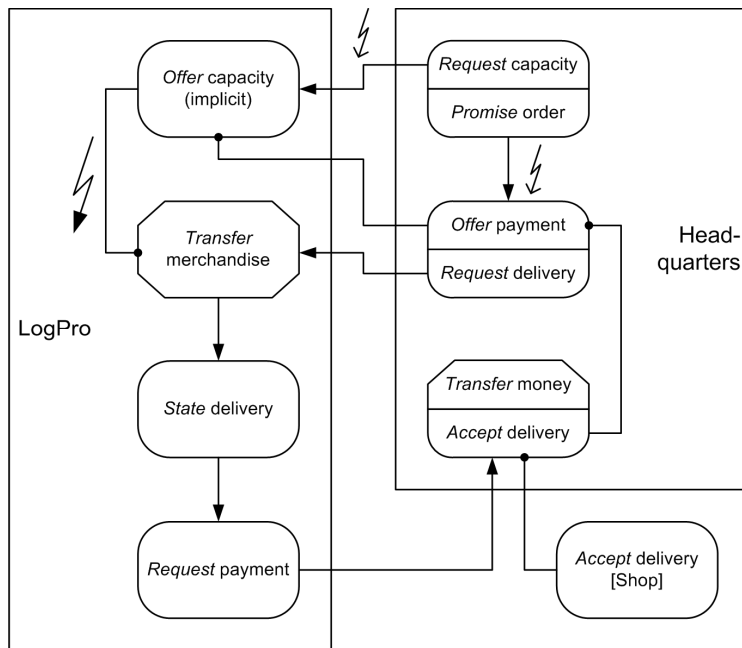 Offer capacity
(implicit)
Request capacity
Promise order
Offer payment
Request delivery
Transfer
merchandise
Head-
quarters
LogPro
State delivery
Transfer money
Accept delivery
Request payment
Accept delivery
[Shop]